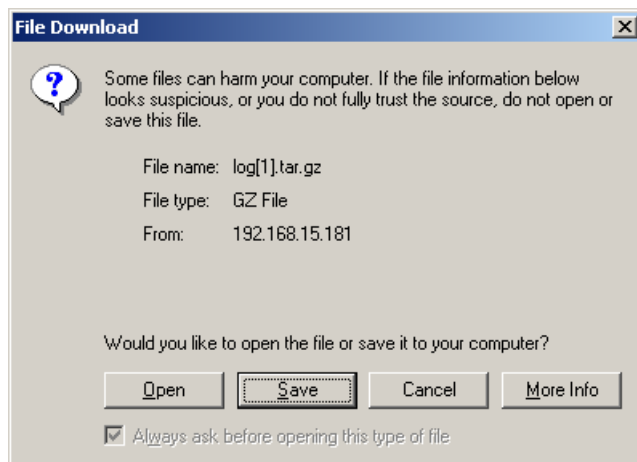 File Download
Some files can harm your computer. If the file information below
looks suspicious, or you do not fully trust the source, do not open or
save this file.
File name: log[1].tar.gz
File type: GZ File
From: 192.168.15.181
Would you like to open the file or save it to your computer?
Open Save Cancel More Info
Always ask before opening this type of file